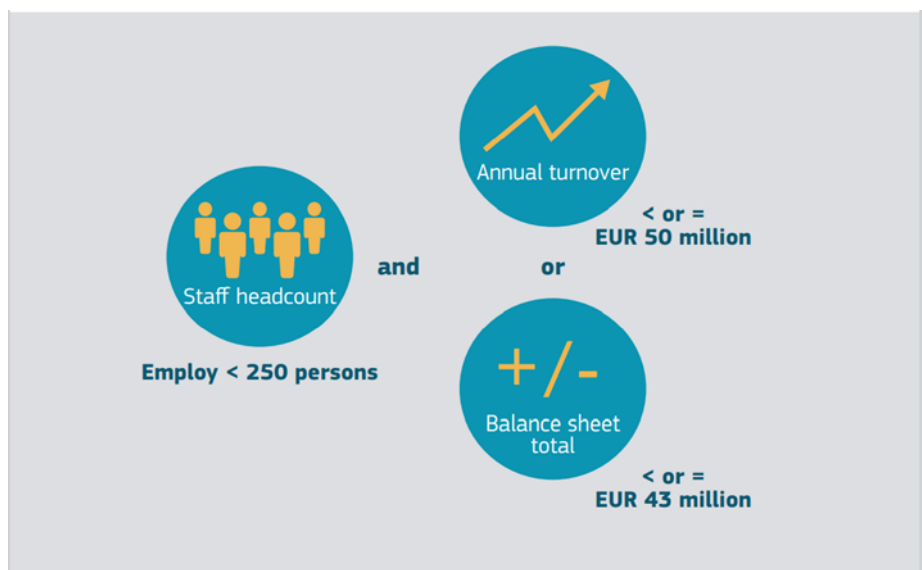 Staff headcount
Employ < 250 persons
and
Annual turnover
< or =
EUR 50 million
or
+/-
Balance sheet
total
< or =
EUR 43 million